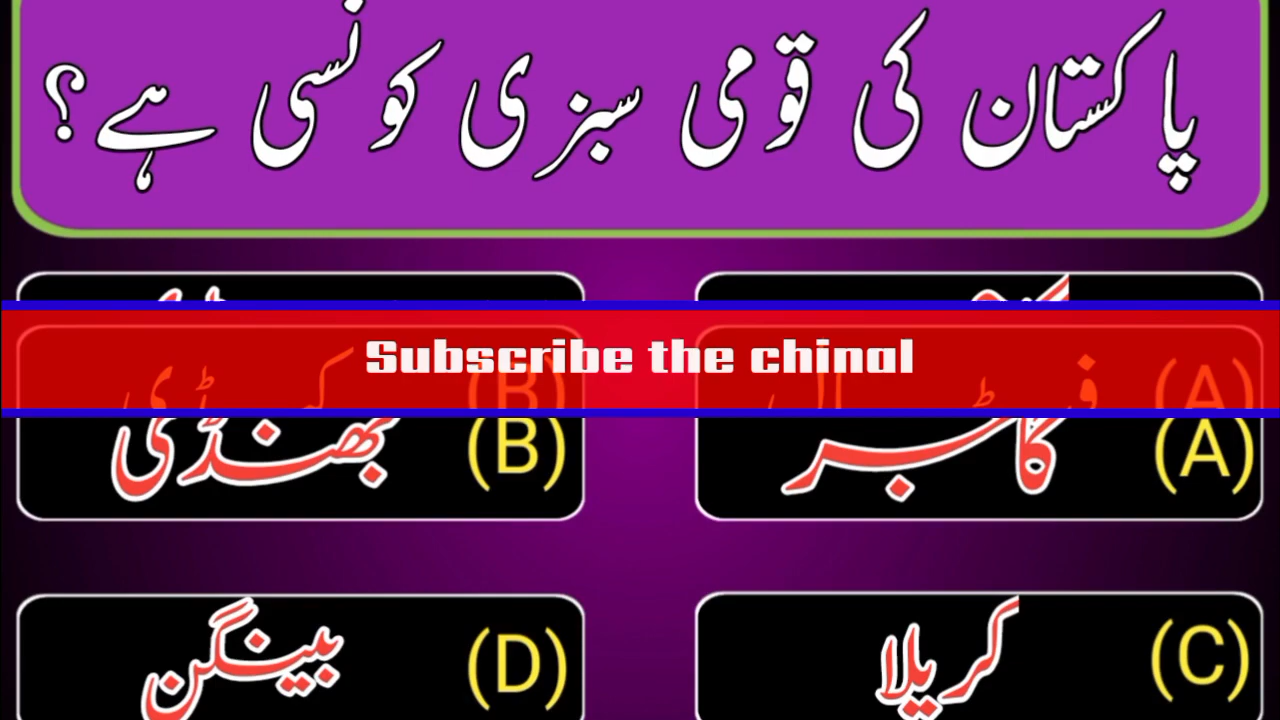 پاکستان کی قومی سبزی کونسی ہے؟
Subscribe the chinal
(A) گاجر
(B) بھنڈی
(C) کریلا
(D) بینگن